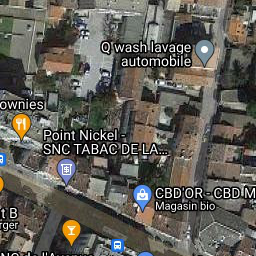 Q'wash lavage
automobile
ownies
Point Nickel -
SNC TABAC DE LA...
CBD'OR - CBD M
Magasin bio
t B
rger